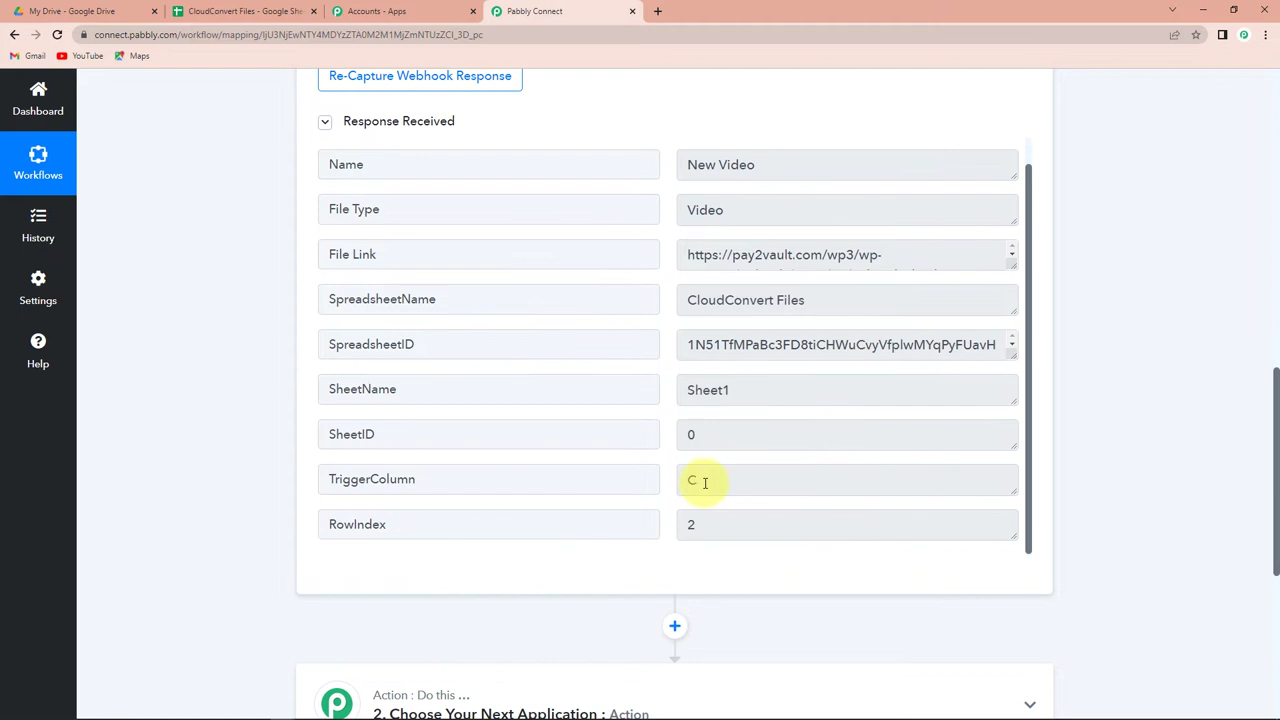 My Drive - Google Drive
CloudConvert Files - Google She
Accounts - Apps
Pabbly Connect
connect.pabbly.com/workflow/mapping/IjU3NjEwNTY4MDYzZTA0M2M1MjZmNTUzZCI_3D_pc
Gmail
YouTube
Maps
Dashboard
Workflows
History
Settings
Help
Re-Capture Webhook Response
Response Received
Name
New Video
File Type
Video
File Link
https://pay2vault.com/wp3/wp-
SpreadsheetName
CloudConvert Files
SpreadsheetID
1N51TfMPaBc3FD8tiCHWuCvyVfplwMYqPyFUavH
SheetName
Sheet1
SheetID
0
TriggerColumn
C
RowIndex
2
Action : Do this ...
2. Choose Your Next Application : Action